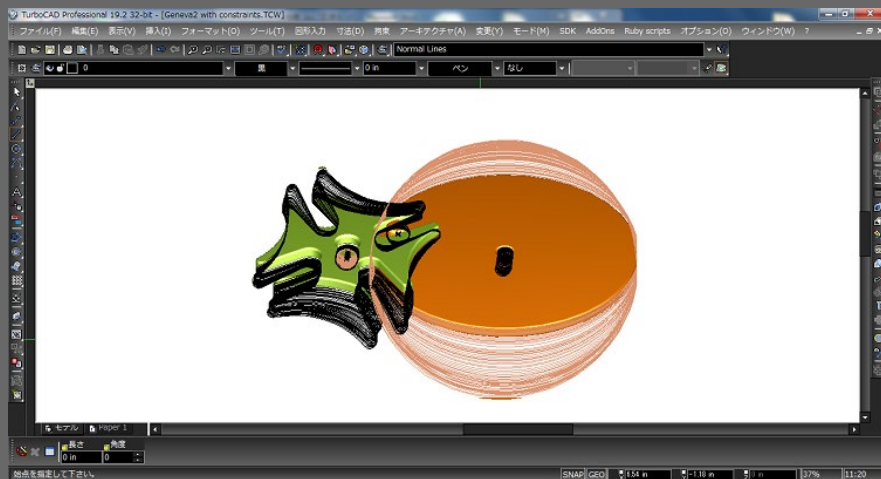 TurboCAD Professional 19.2 32-bit - [Geneva2 with constraints.TCW]
ファイル(F) 編集(E) 表示(V) 挿入(I) フォーマット(O) ツール(T) 図形入力 寸法(D) 拘束 アーキテクチャ(A) 変更(Y) モード(M) SDK AddOns Ruby scripts オプション(O) ウィンドウ(W) ?
Normal Lines
0 黒 0 in ペン なし
モデル Paper 1
長さ 角度
0 in 0
始点を指定して下さい。 SNAP GEO 6.54 in -1.18 in 0 in 37% 11:20